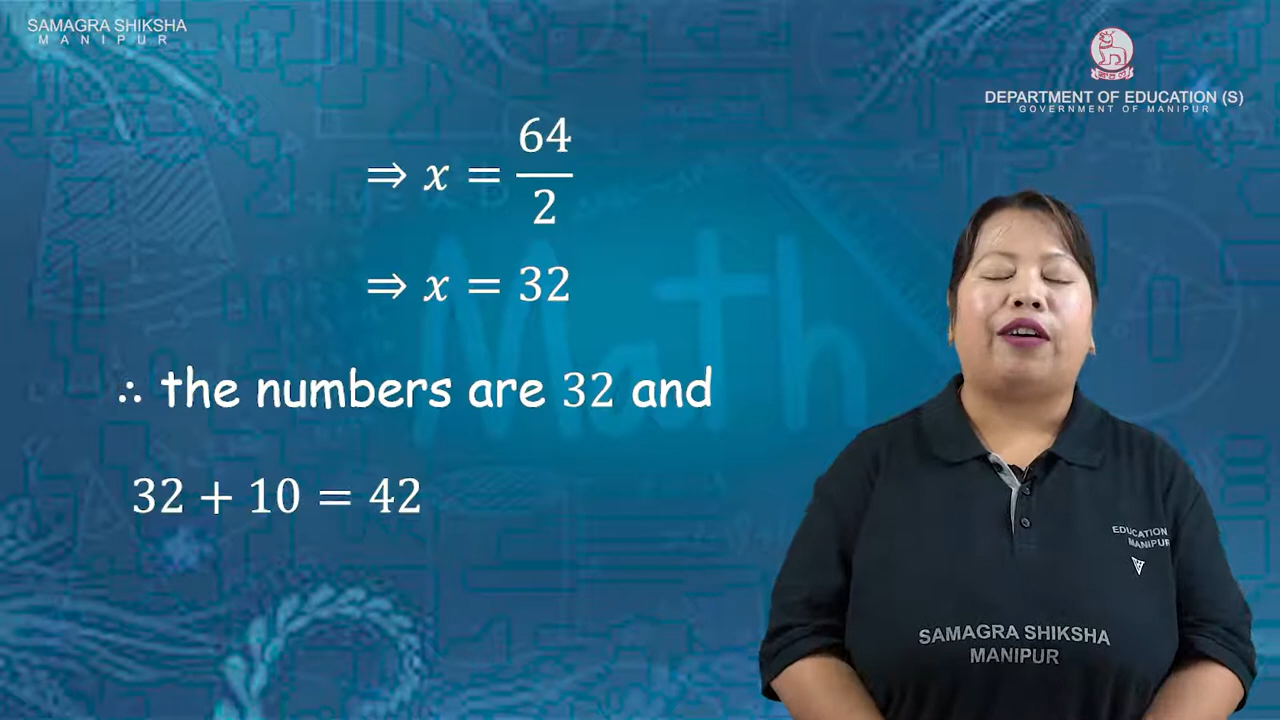 SAMAGRA SHIKSHA
MANIPUR
DEPARTMENT OF EDUCATION (S)
GOVERNMENT OF MANIPUR
⇒ x = 64/2
⇒ x = 32
∴ the numbers are 32 and
32 + 10 = 42
Math
EDUCATION
MANIPUR
SAMAGRA SHIKSHA
MANIPUR